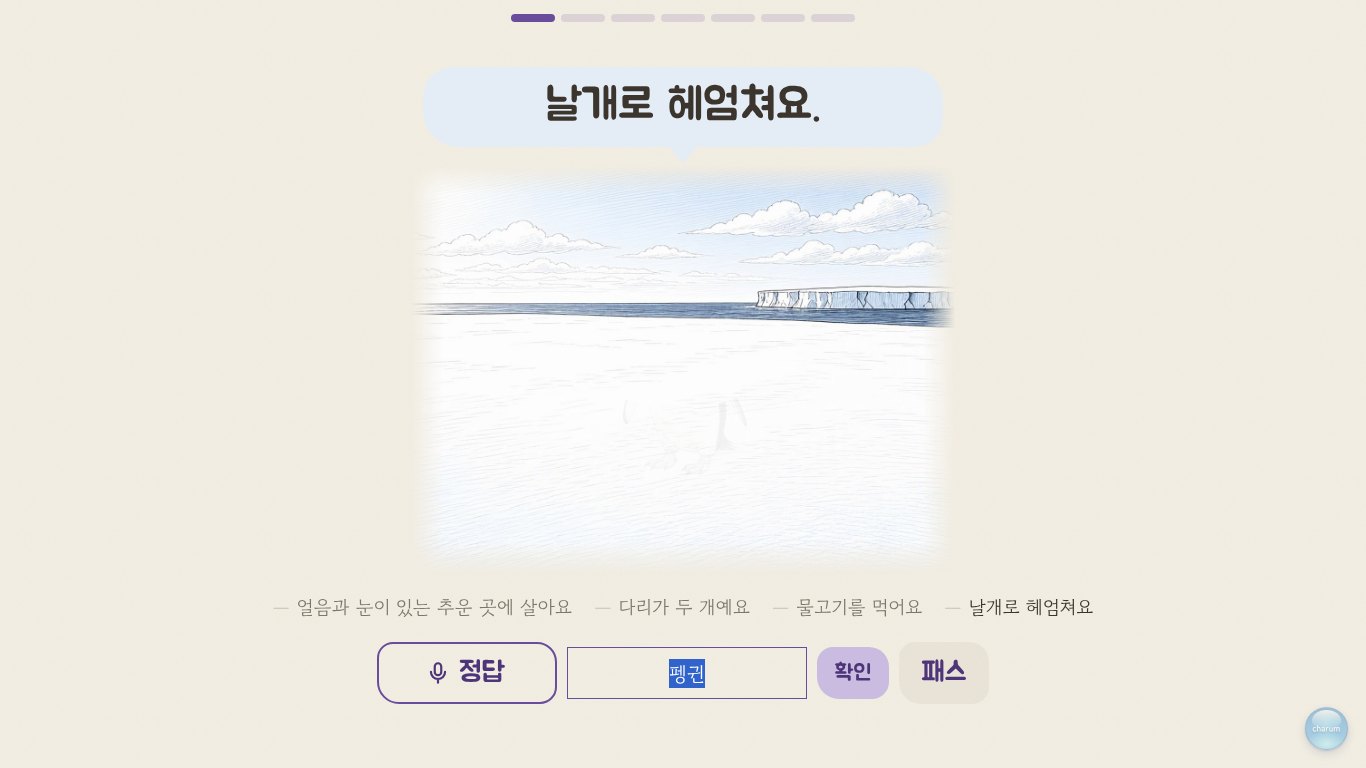 날개로 헤엄쳐요.
— 얼음과 눈이 있는 추운 곳에 살아요 — 다리가 두 개예요 — 물고기를 먹어요 — 날개로 헤엄쳐요
정답 펭귄 확인 패스
charum